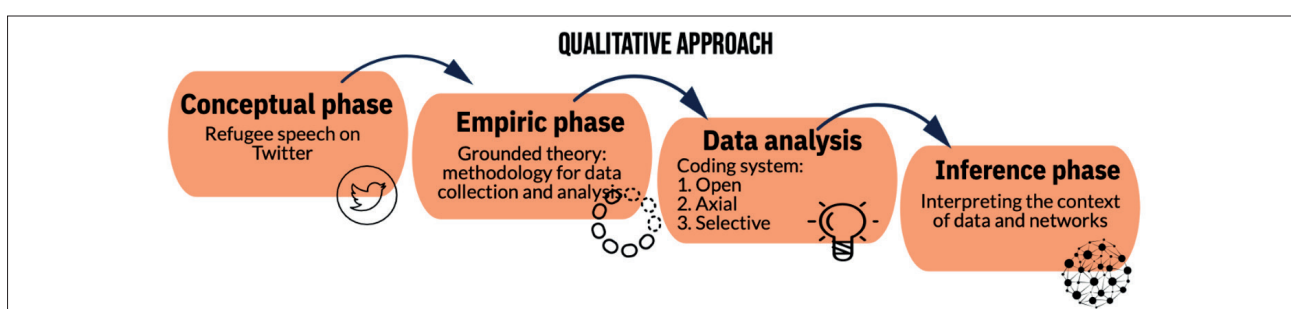 QUALITATIVE APPROACH
Conceptual phase
Refugee speech on
Twitter
Empiric phase
Grounded theory:
methodology for data
collection and analysis.
Data analysis
Coding system:
1. Open
2. Axial
3. Selective
Inference phase
Interpreting the context
of data and networks